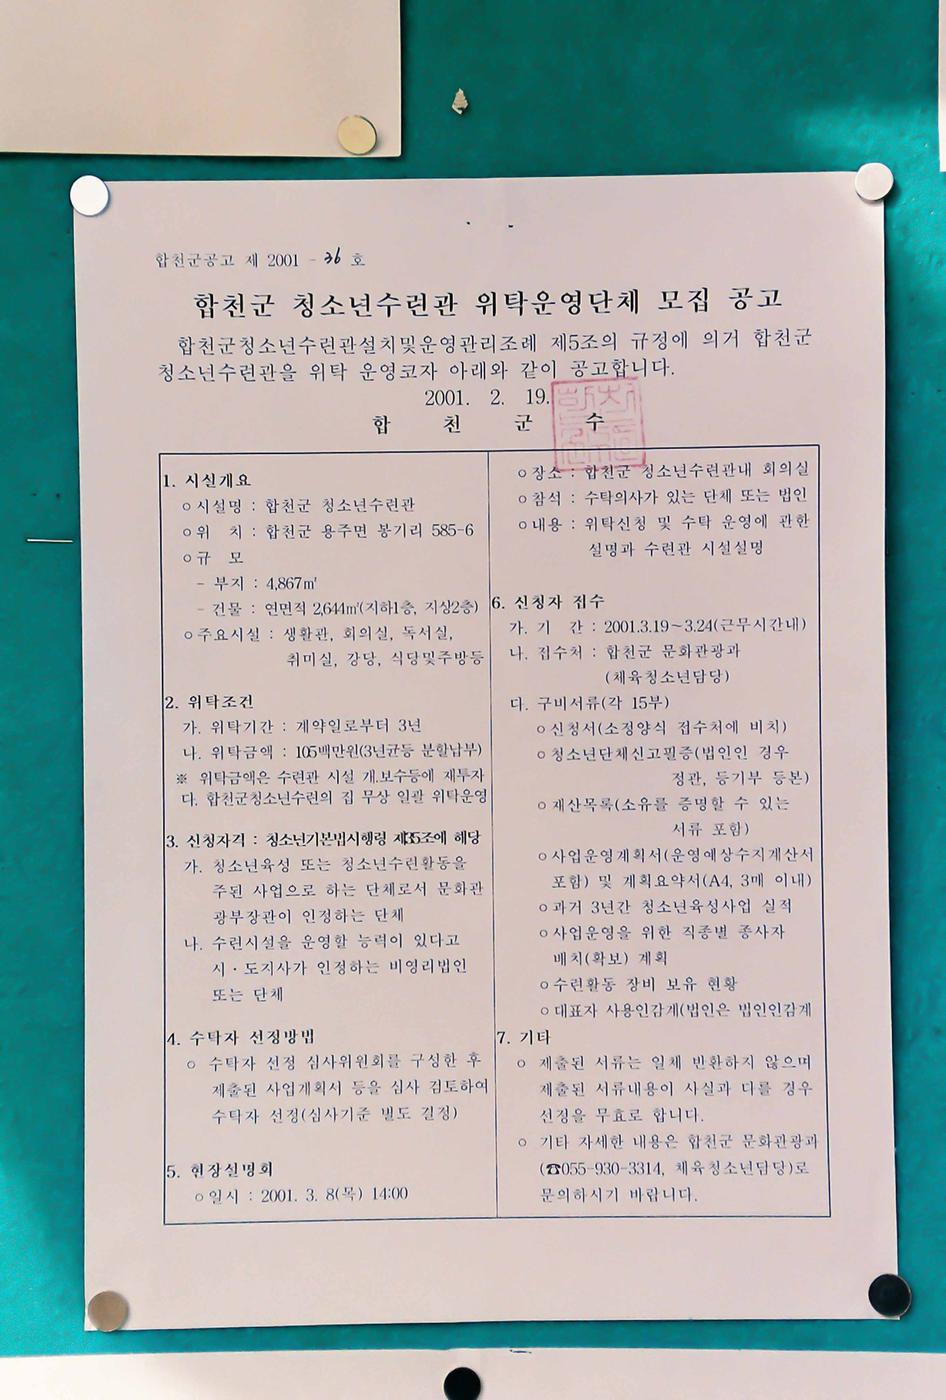 합천군공고 제 2001 - 36 호
합천군 청소년수련관 위탁운영단체 모집 공고
합천군청소년수련관설치및운영관리조례 제5조의 규정에 의거 합천군
청소년수련관을 위탁 운영코자 아래와 같이 공고합니다.
2001. 2. 19.
합 천 군 수
1. 시설개요
○시설명 : 합천군 청소년수련관
○위 치 : 합천군 용주면 봉기리 585-6
○규 모
- 부지 : 4,867㎡
- 건물 : 연면적 2,644㎡(지하1층, 지상2층)
○주요시설 : 생활관, 회의실, 독서실,
취미실, 강당, 식당및주방등
2. 위탁조건
가. 위탁기간 : 계약일로부터 3년
나. 위탁금액 : 105백만원(3년균등 분할납부)
※ 위탁금액은 수련관 시설 개.보수등에 재투자
다. 합천군청소년수련의 집 무상 일괄 위탁운영
3. 신청자격 : 청소년기본법시행령 제35조에 해당
가. 청소년육성 또는 청소년수련활동을
주된 사업으로 하는 단체로서 문화관
광부장관이 인정하는 단체
나. 수련시설을 운영할 능력이 있다고
시·도지사가 인정하는 비영리법인
또는 단체
4. 수탁자 선정방법
○ 수탁자 선정 심사위원회를 구성한 후
제출된 사업계획서 등을 심사 검토하여
수탁자 선정(심사기준 별도 결정)
5. 현장설명회
○일시 : 2001. 3. 8(목) 14:00
○장소 : 합천군 청소년수련관내 회의실
○참석 : 수탁의사가 있는 단체 또는 법인
○내용 : 위탁신청 및 수탁 운영에 관한
설명과 수련관 시설설명
6. 신청자 접수
가. 기 간 : 2001.3.19~3.24(근무시간내)
나. 접수처 : 합천군 문화관광과
(체육청소년담당)
다. 구비서류(각 15부)
○신청서(소정양식 접수처에 비치)
○청소년단체신고필증(법인인 경우
정관, 등기부 등본)
○재산목록(소유를 증명할 수 있는
서류 포함)
○사업운영계획서(운영예상수지계산서
포함) 및 계획요약서(A4, 3매 이내)
○과거 3년간 청소년육성사업 실적
○사업운영을 위한 직종별 종사자
배치(확보) 계획
○수련활동 장비 보유 현황
○대표자 사용인감계(법인은 법인인감계
7. 기타
○ 제출된 서류는 일체 반환하지 않으며
제출된 서류내용이 사실과 다를 경우
선정을 무효로 합니다.
○ 기타 자세한 내용은 합천군 문화관광과
(☎055-930-3314, 체육청소년담당)로
문의하시기 바랍니다.